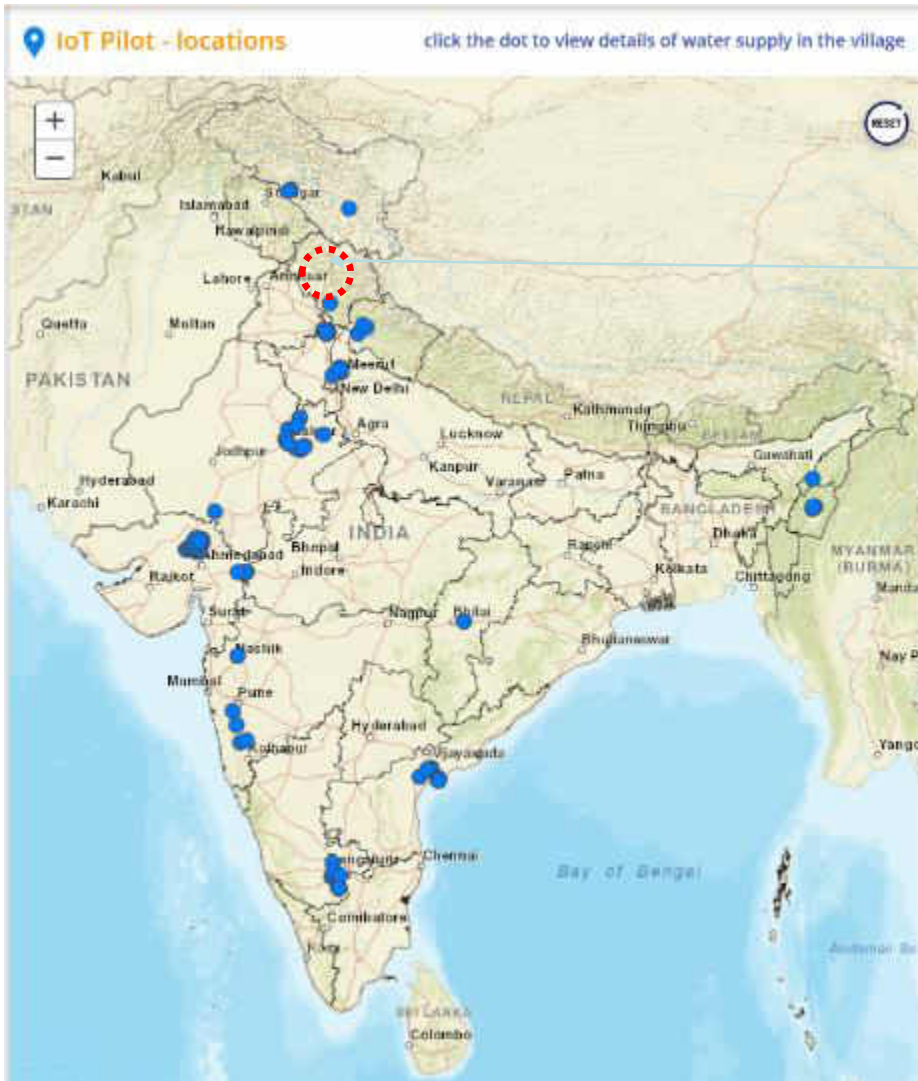 IoT Pilot - locations
click the dot to view details of water supply in the village
+
−
RESET
Kabul
Islamabad
Rawalpindi
Lahore
Quetta
Multan
PAKISTAN
Meerut
New Delhi
NEPAL
Kathmandu
Thimphu
Agra
Lucknow
Jodhpur
Kanpur
Guwahati
Hyderabad
Varanasi
Patna
Karachi
INDIA
BANGLADESH
Dhaka
Bhopal
Ranchi
MYANMAR
(BURMA)
Ahmedabad
Rajkot
Indore
Kolkata
Chittagong
Surat
Nagpur
Bhilai
Bhubaneswar
Nashik
Nay P
Mumbai
Pune
Hyderabad
Kolhapur
Vijayawada
Yango
Chennai
Bay of Bengal
Coimbatore
SRI LANKA
Colombo